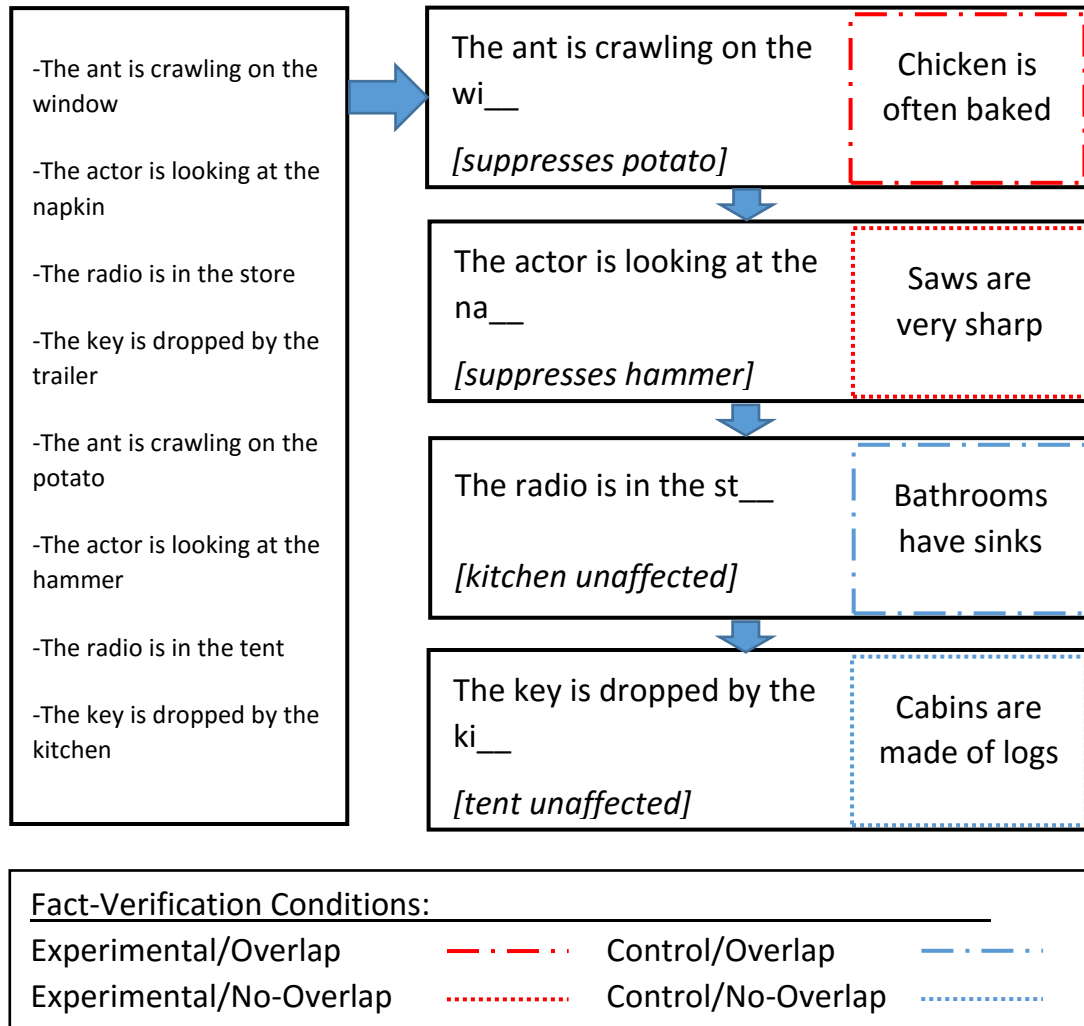 -The ant is crawling on the
window
-The actor is looking at the
napkin
-The radio is in the store
-The key is dropped by the
trailer
-The ant is crawling on the
potato
-The actor is looking at the
hammer
-The radio is in the tent
-The key is dropped by the
kitchen
The ant is crawling on the
wi__
[suppresses potato]
Chicken is
often baked
The actor is looking at the
na__
[suppresses hammer]
Saws are
very sharp
The radio is in the st__
[kitchen unaffected]
Bathrooms
have sinks
The key is dropped by the
ki__
[tent unaffected]
Cabins are
made of logs
Fact-Verification Conditions:
Experimental/Overlap
Control/Overlap
Experimental/No-Overlap
Control/No-Overlap